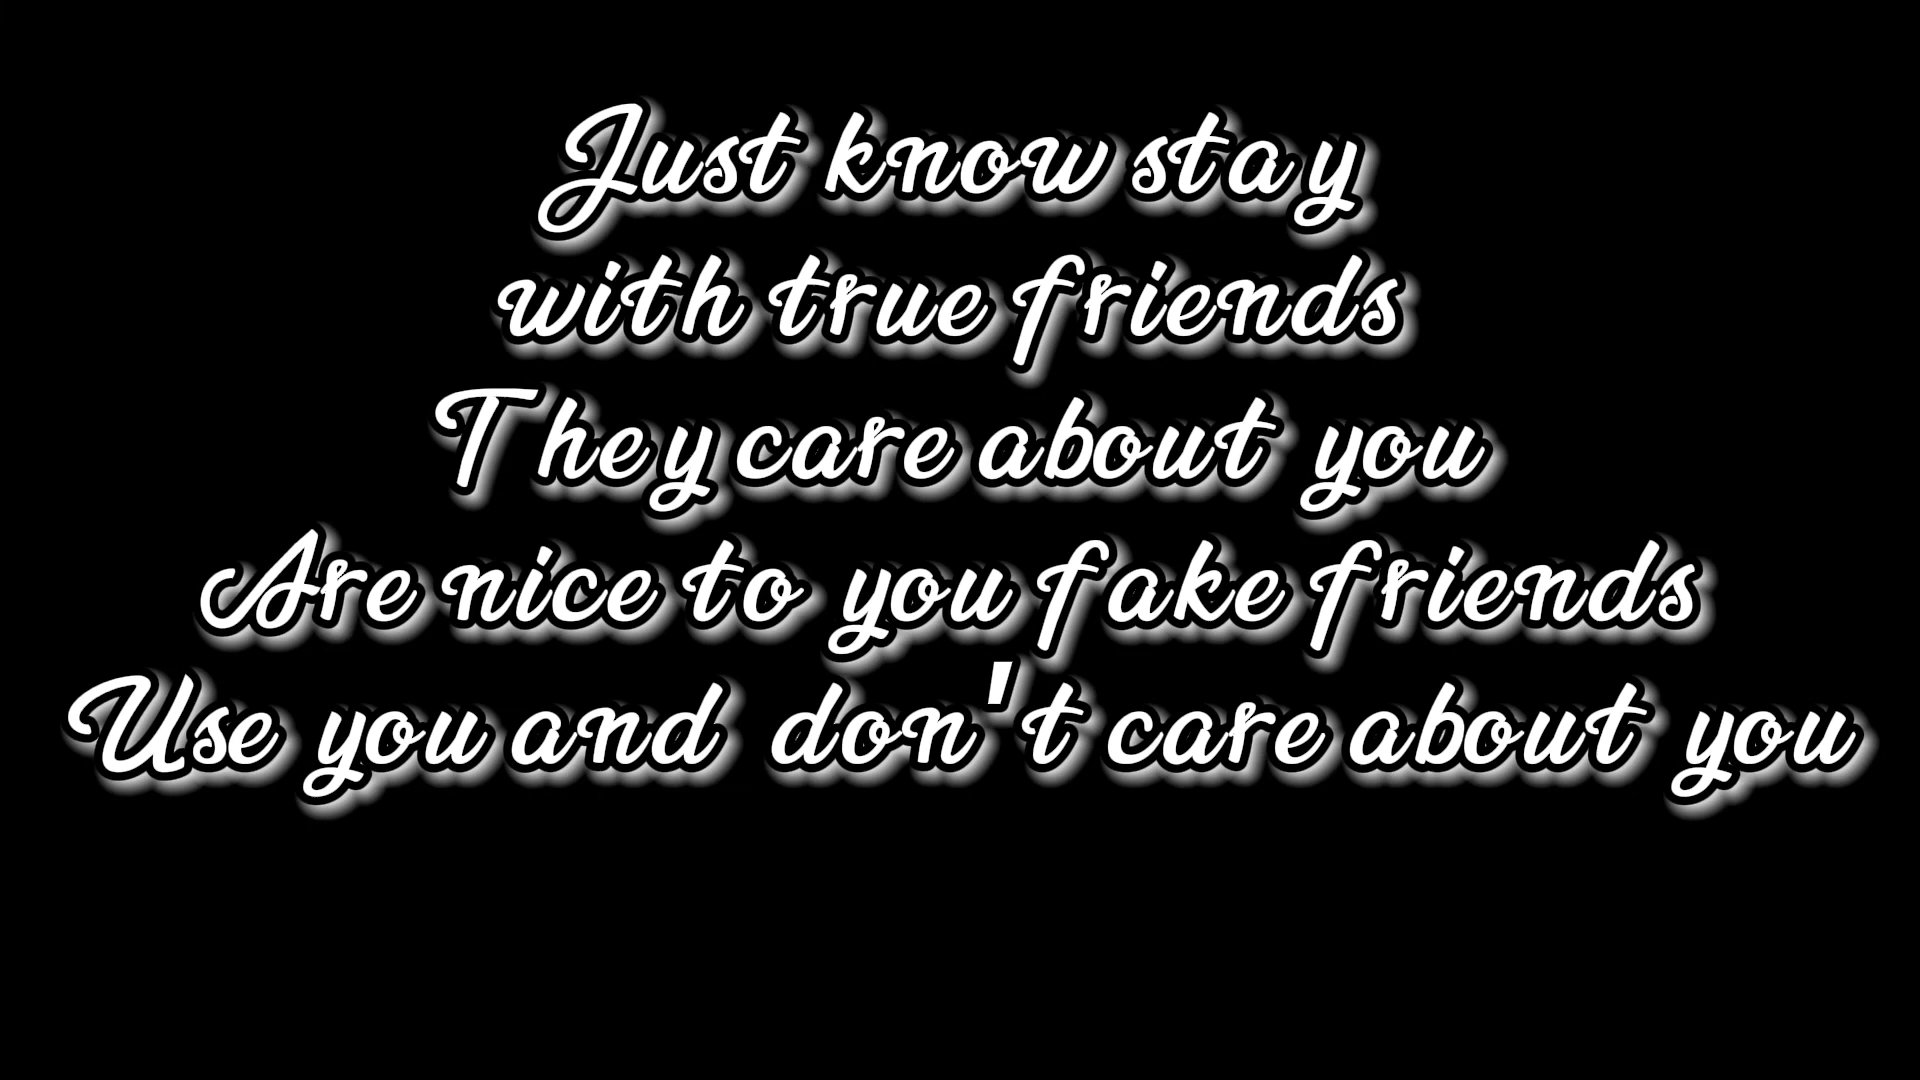 Just know stay
with true friends
They care about you
Are nice to you fake friends
Use you and don't care about you